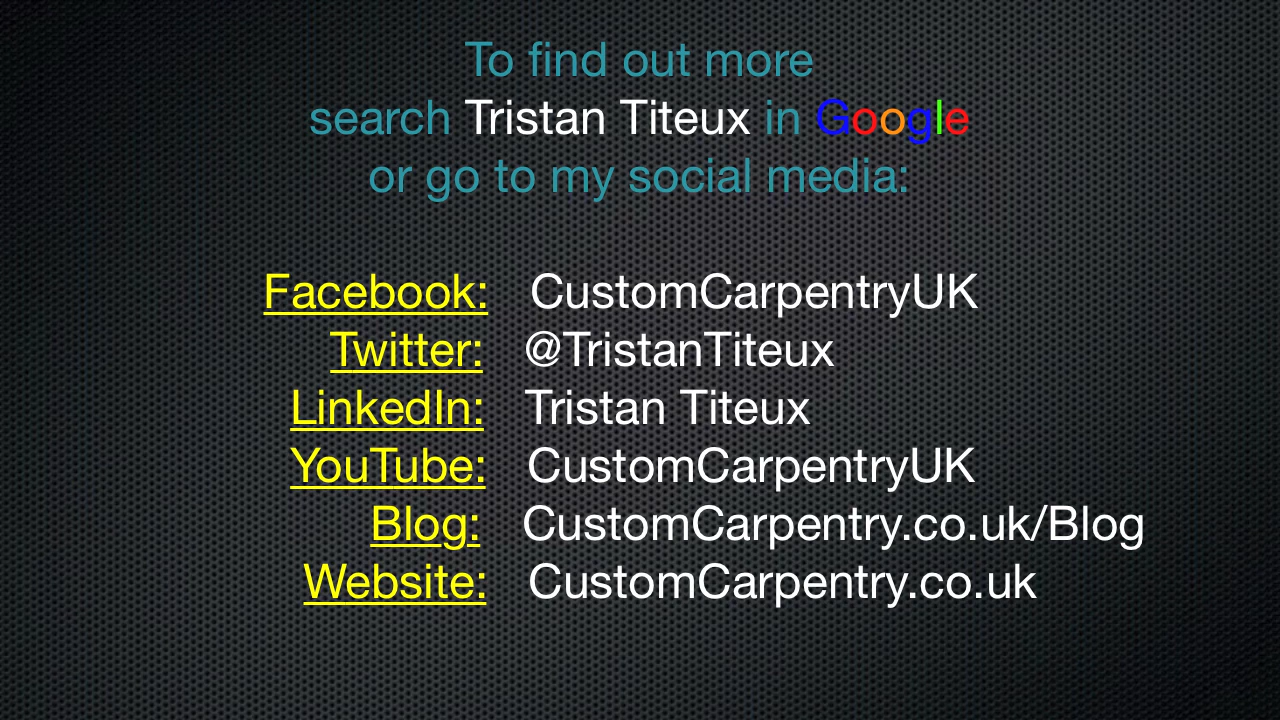 To find out more
search Tristan Titeux in Google
or go to my social media:
Facebook: CustomCarpentryUK
Twitter: @TristanTiteux
LinkedIn: Tristan Titeux
YouTube: CustomCarpentryUK
Blog: CustomCarpentry.co.uk/Blog
Website: CustomCarpentry.co.uk